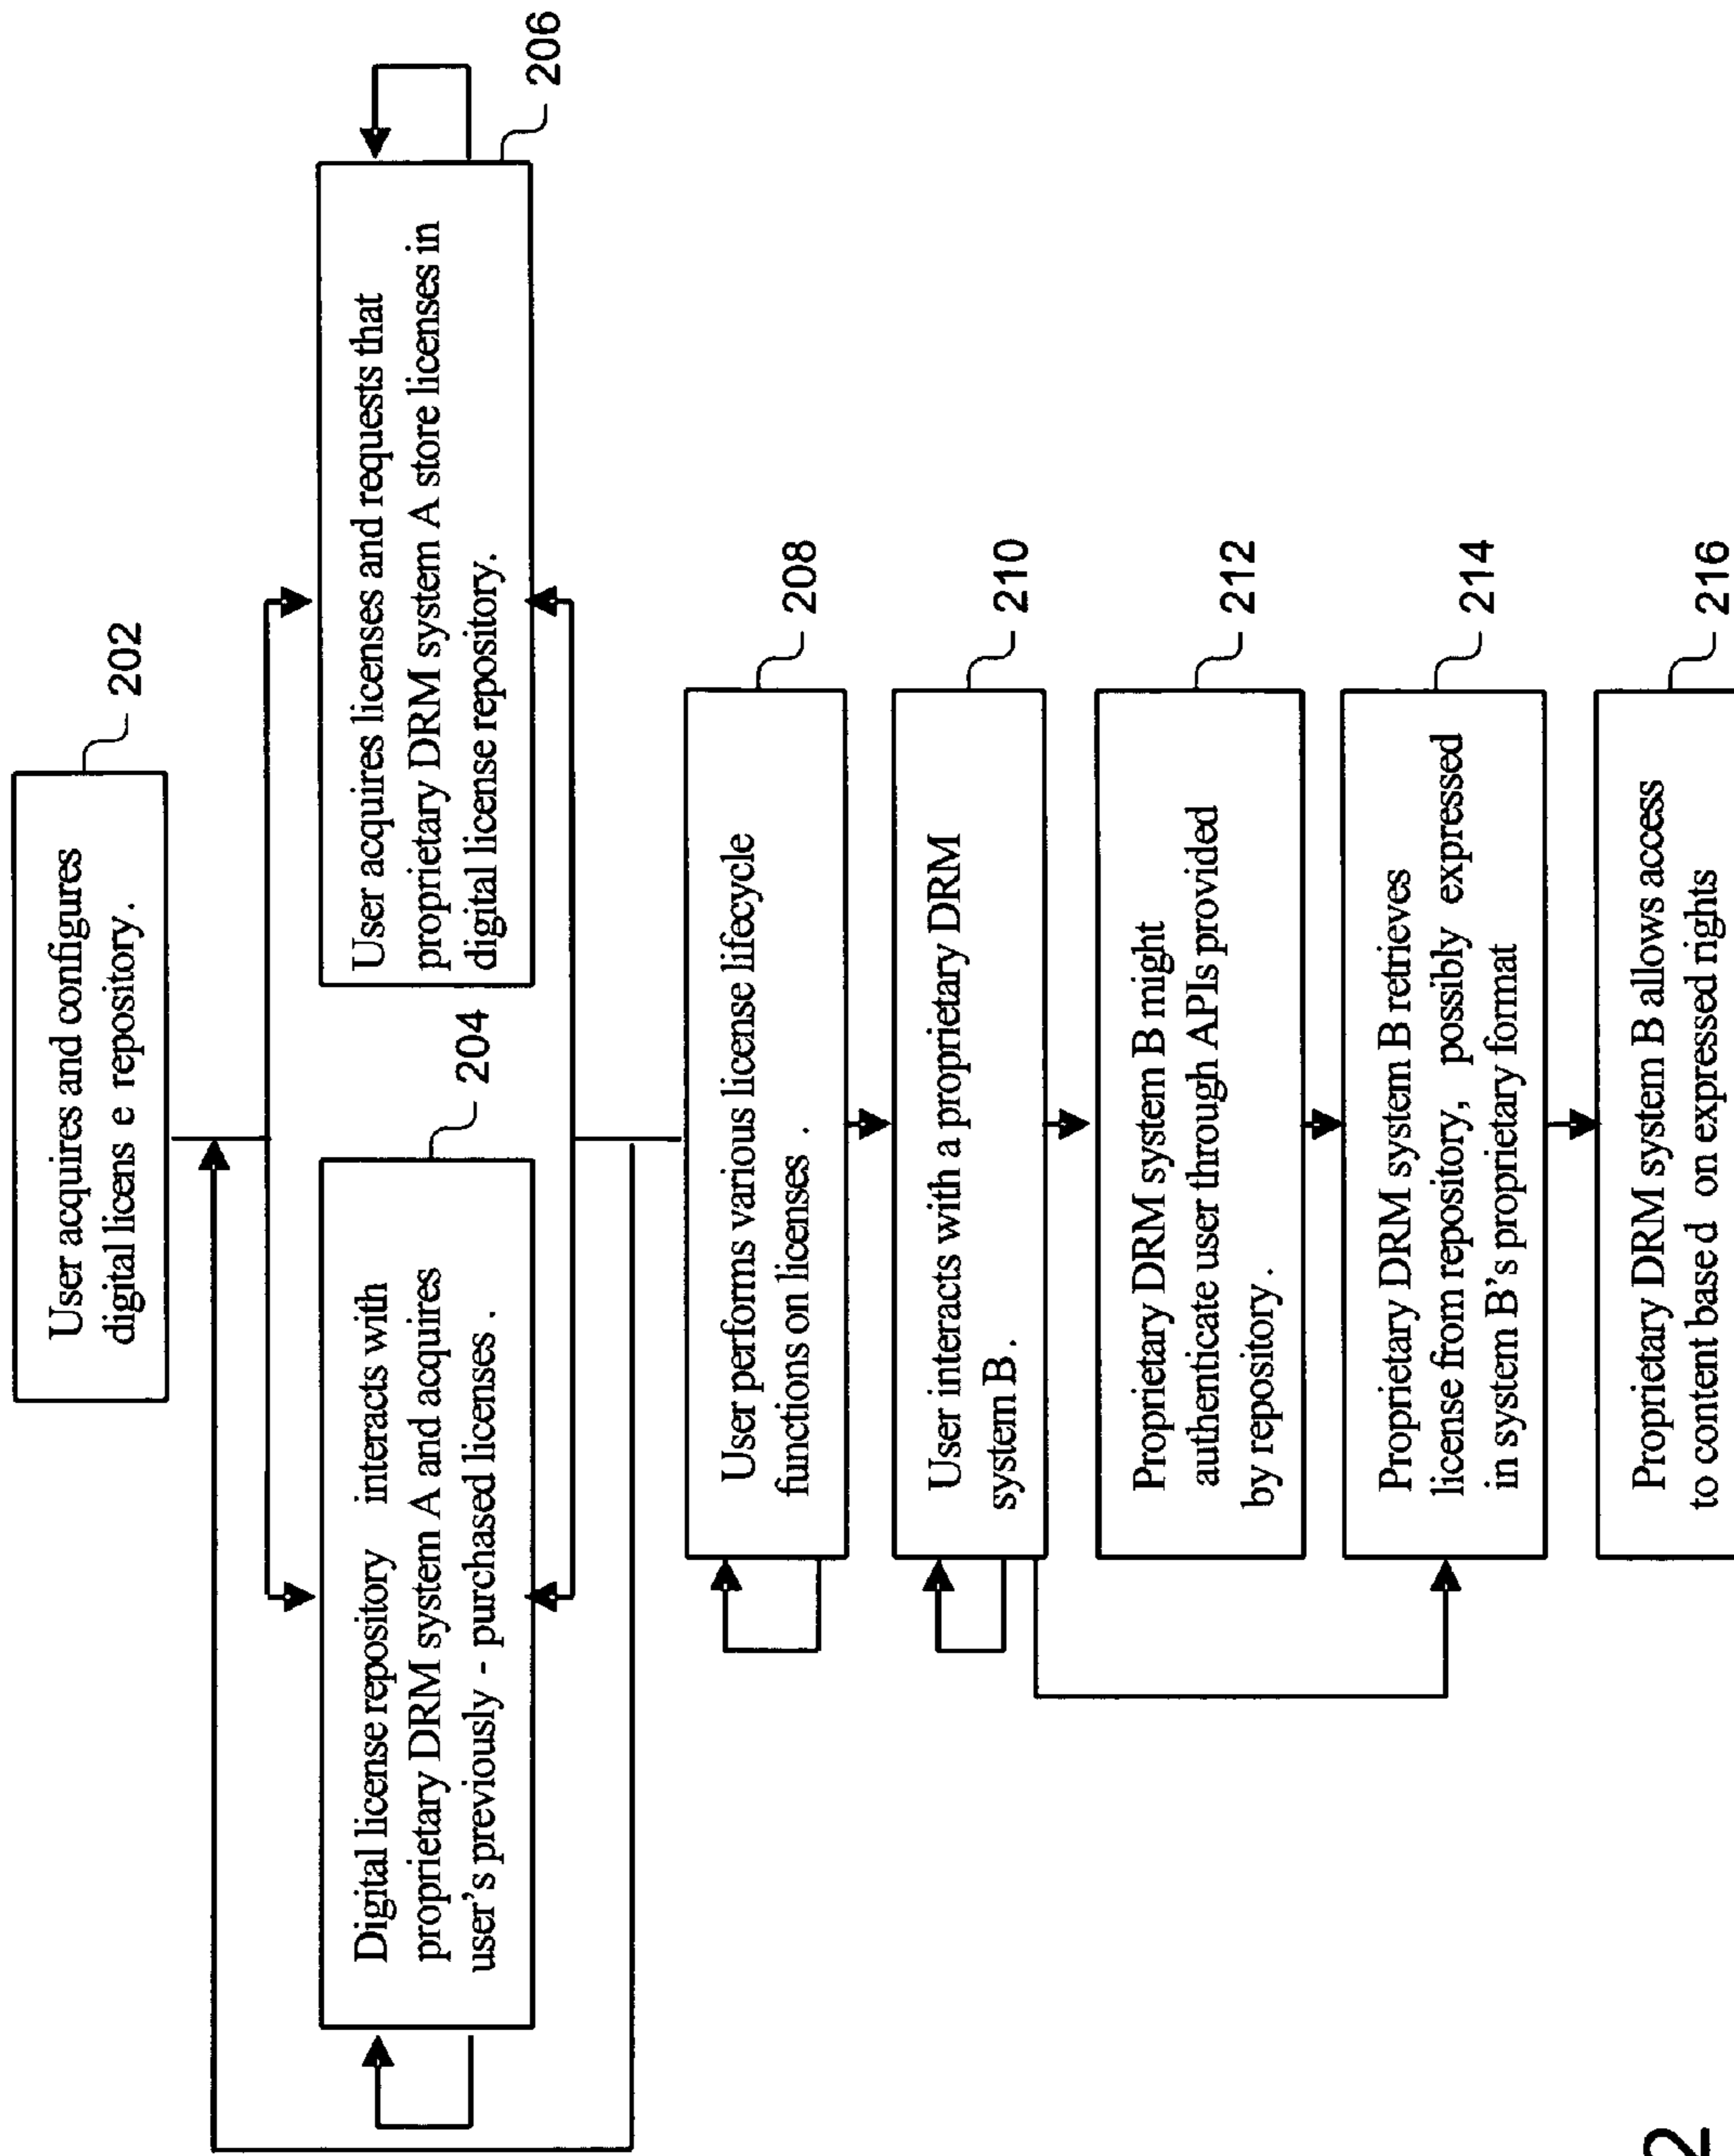 User acquires and configures
digital licens e repository.
202
Digital license repository interacts with
proprietary DRM system A and acquires
user's previously - purchased licenses .
204
User acquires licenses and requests that
proprietary DRM system A store licenses in
digital license repository.
206
User performs various license lifecycle
functions on licenses .
208
User interacts with a proprietary DRM
system B .
210
Proprietary DRM system B might
authenticate user through APIs provided
by repository .
212
Proprietary DRM system B retrieves
license from repository, possibly expressed
in system B's proprietary format
214
Proprietary DRM system B allows access
to content base d on expressed rights
216
2